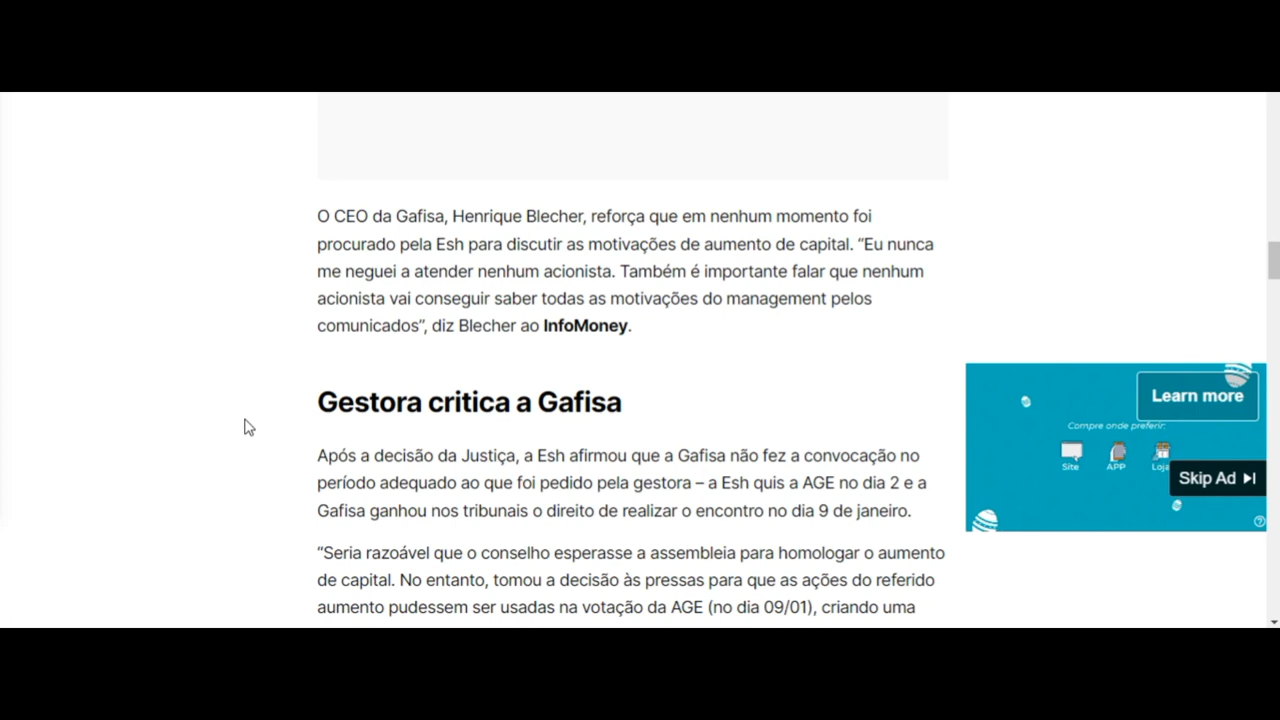 O CEO da Gafisa, Henrique Blecher, reforça que em nenhum momento foi
procurado pela Esh para discutir as motivações de aumento de capital. “Eu nunca
me neguei a atender nenhum acionista. Também é importante falar que nenhum
acionista vai conseguir saber todas as motivações do management pelos
comunicados”, diz Blecher ao InfoMoney.
Gestora critica a Gafisa
Após a decisão da Justiça, a Esh afirmou que a Gafisa não fez a convocação no
período adequado ao que foi pedido pela gestora – a Esh quis a AGE no dia 2 e a
Gafisa ganhou nos tribunais o direito de realizar o encontro no dia 9 de janeiro.
“Seria razoável que o conselho esperasse a assembleia para homologar o aumento
de capital. No entanto, tomou a decisão às pressas para que as ações do referido
aumento pudessem ser usadas na votação da AGE (no dia 09/01), criando uma
Learn more
Compre onde preferir:
Site APP
Skip Ad